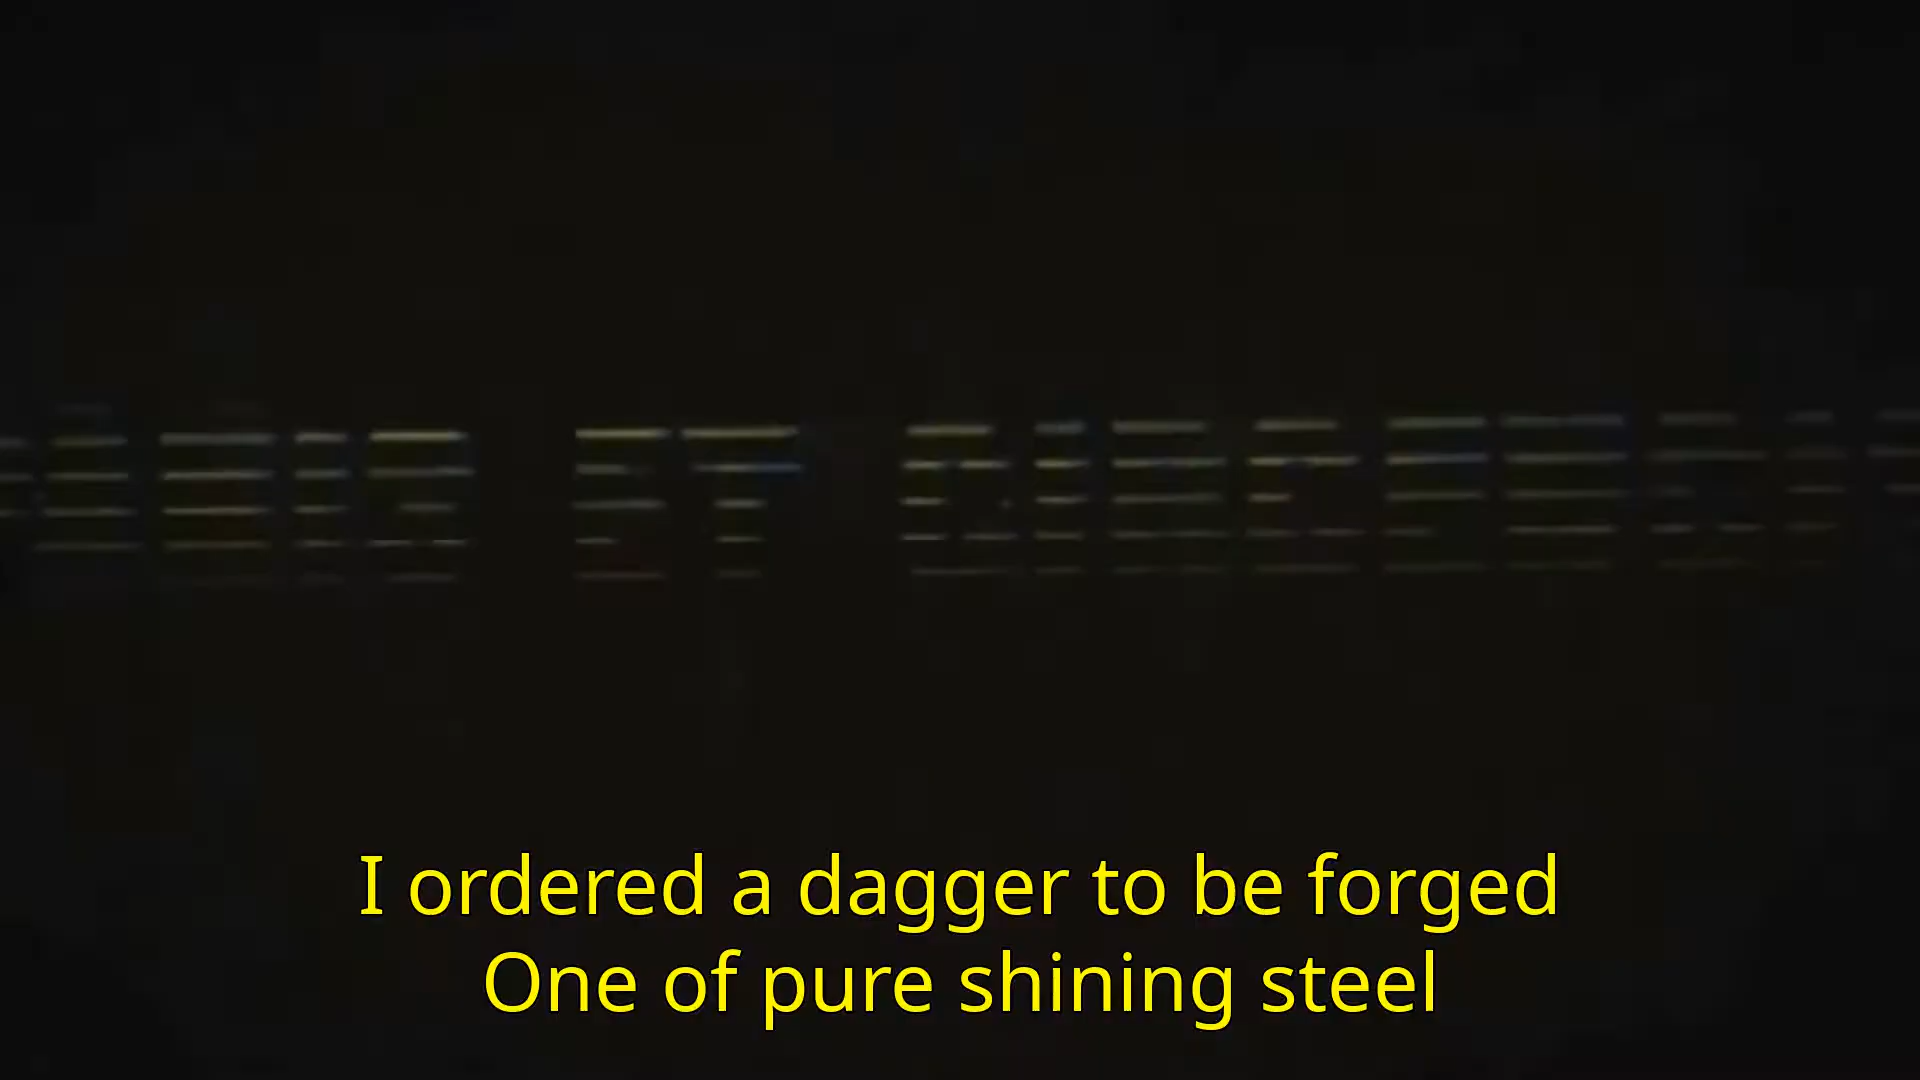 I ordered a dagger to be forged
One of pure shining steel